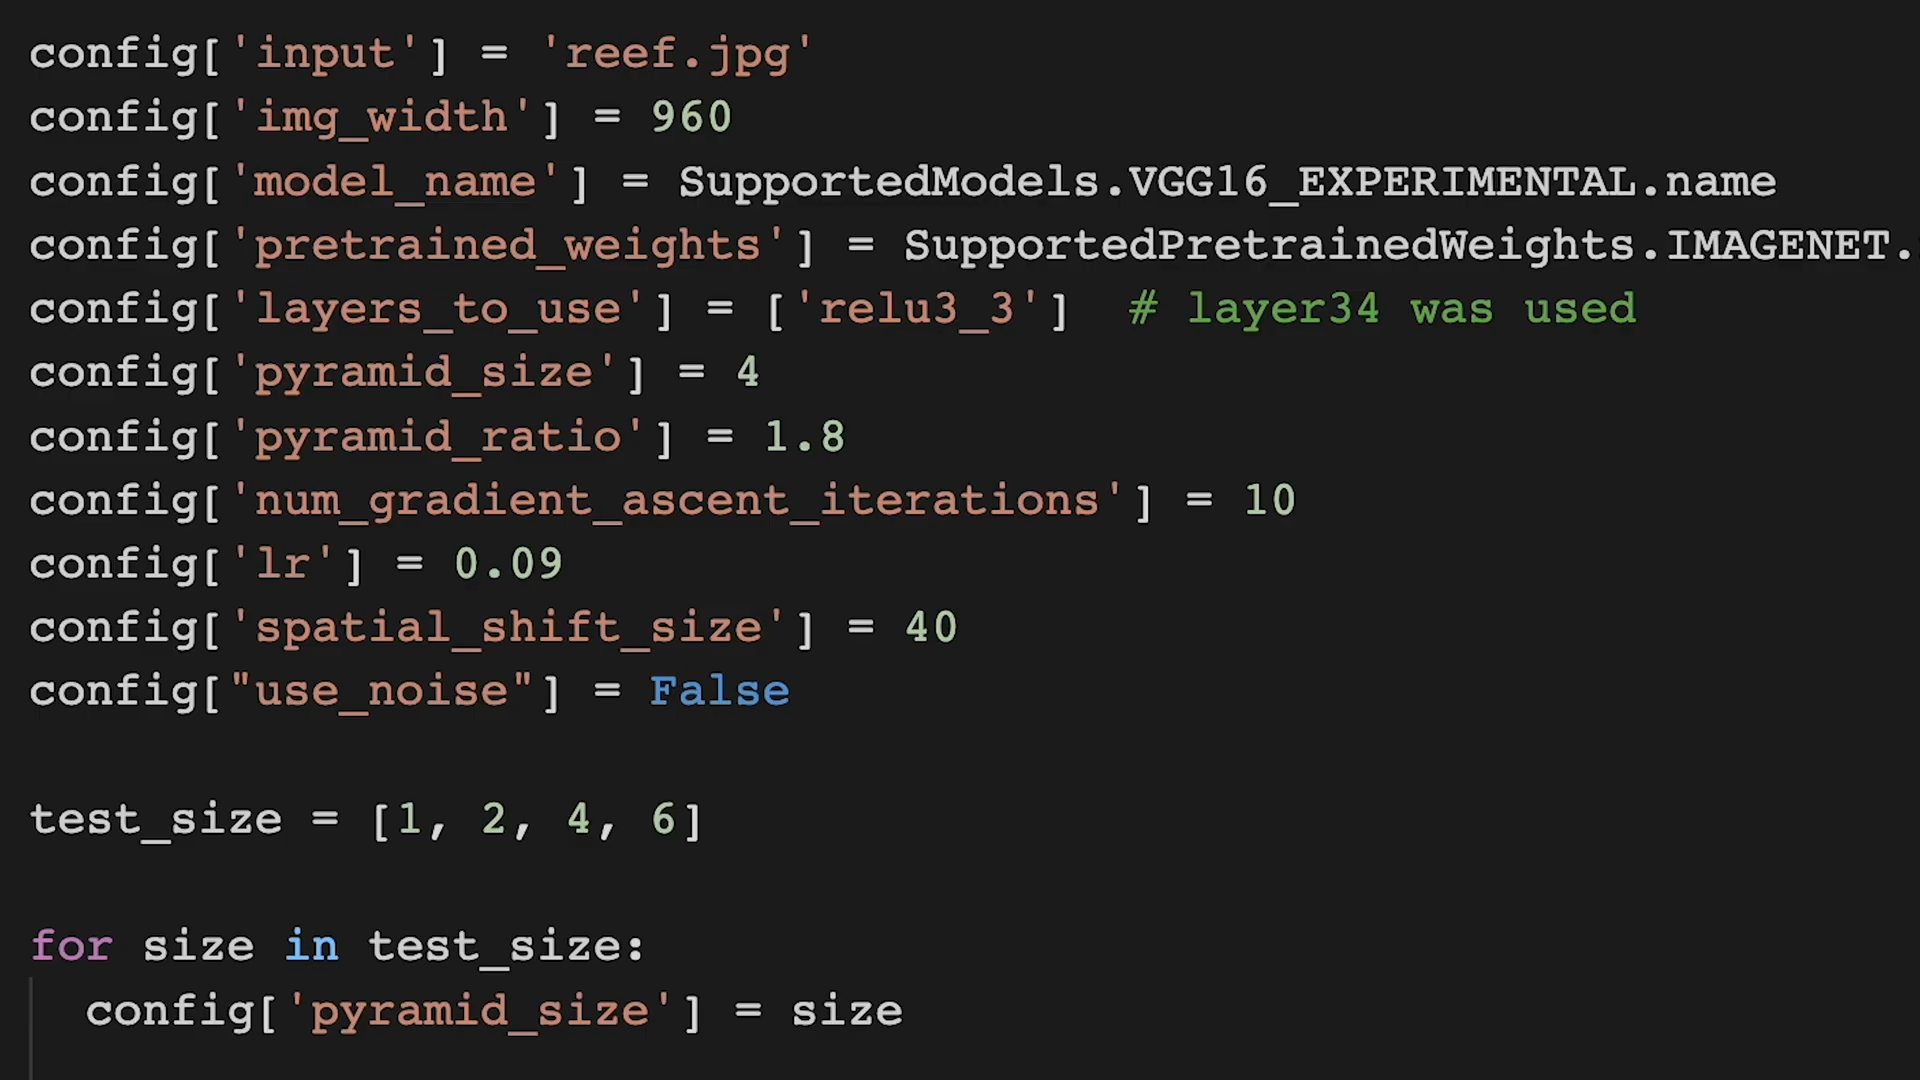 config['input'] = 'reef.jpg'
config['img_width'] = 960
config['model_name'] = SupportedModels.VGG16_EXPERIMENTAL.name
config['pretrained_weights'] = SupportedPretrainedWeights.IMAGENET.
config['layers_to_use'] = ['relu3_3']  # layer34 was used
config['pyramid_size'] = 4
config['pyramid_ratio'] = 1.8
config['num_gradient_ascent_iterations'] = 10
config['lr'] = 0.09
config['spatial_shift_size'] = 40
config["use_noise"] = False
test_size = [1, 2, 4, 6]
for size in test_size:
  config['pyramid_size'] = size